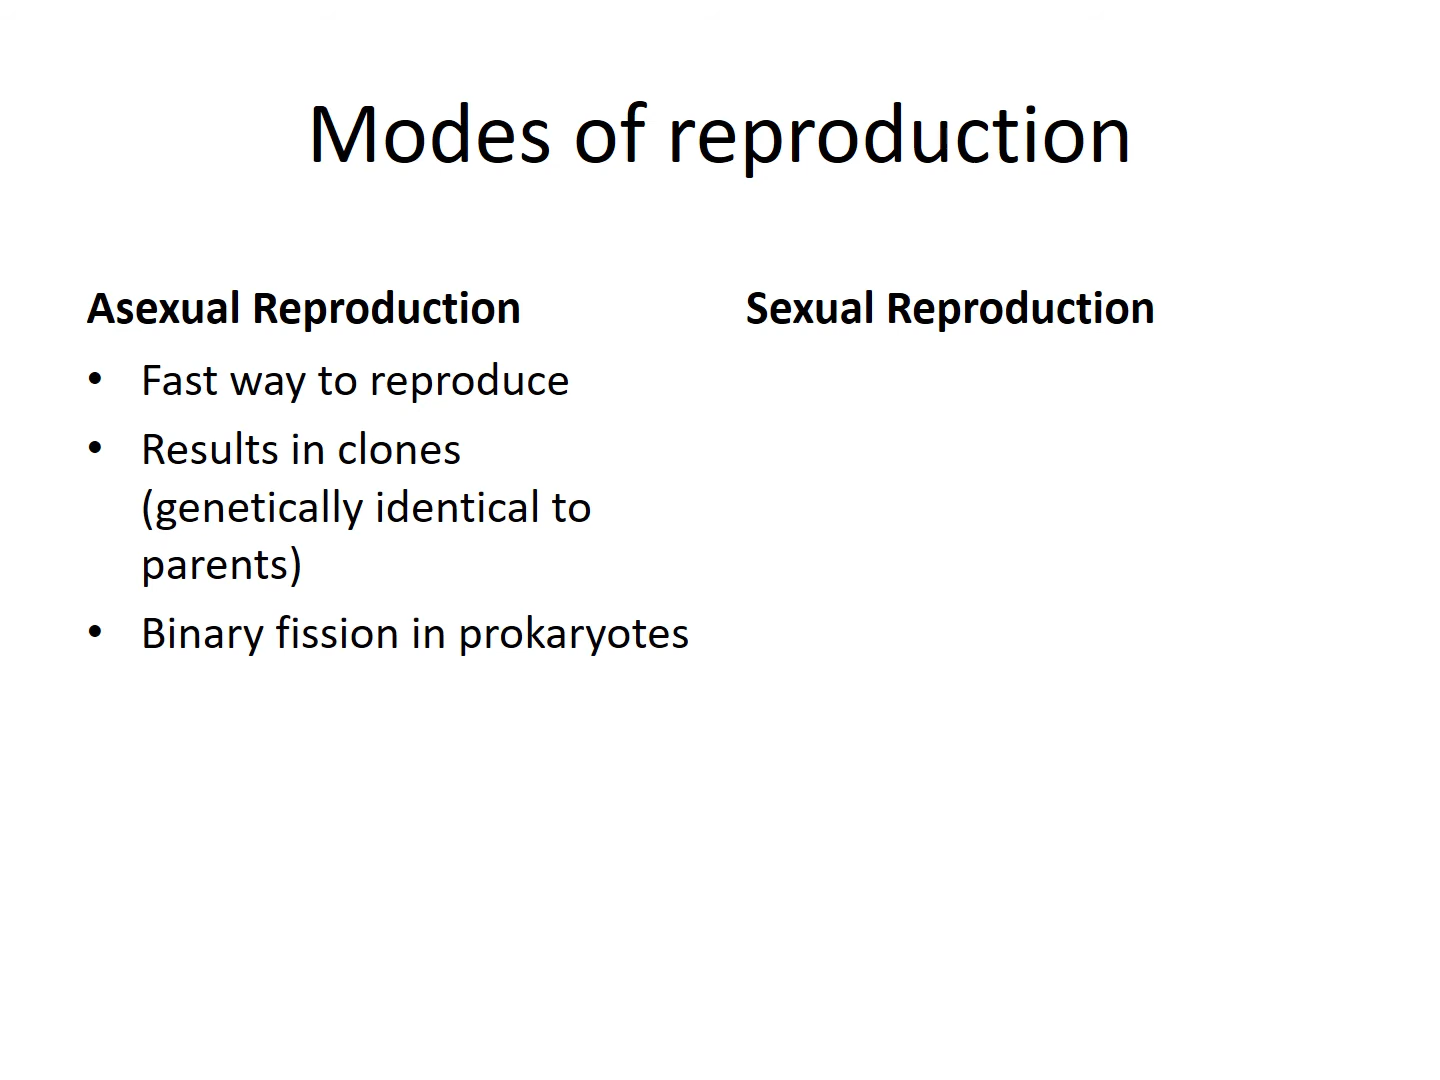 Modes of reproduction
Asexual Reproduction
• Fast way to reproduce
• Results in clones
(genetically identical to
parents)
• Binary fission in prokaryotes
Sexual Reproduction